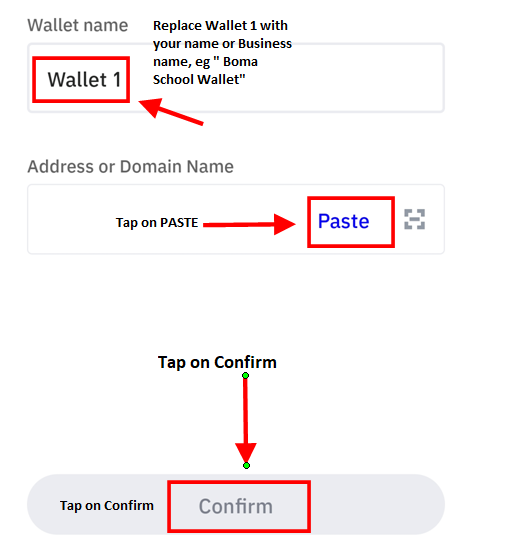 Wallet name
Replace Wallet 1 with
your name or Business
name, eg " Boma
School Wallet"
Wallet 1
Address or Domain Name
Tap on PASTE
Paste
Tap on Confirm
Tap on Confirm
Confirm